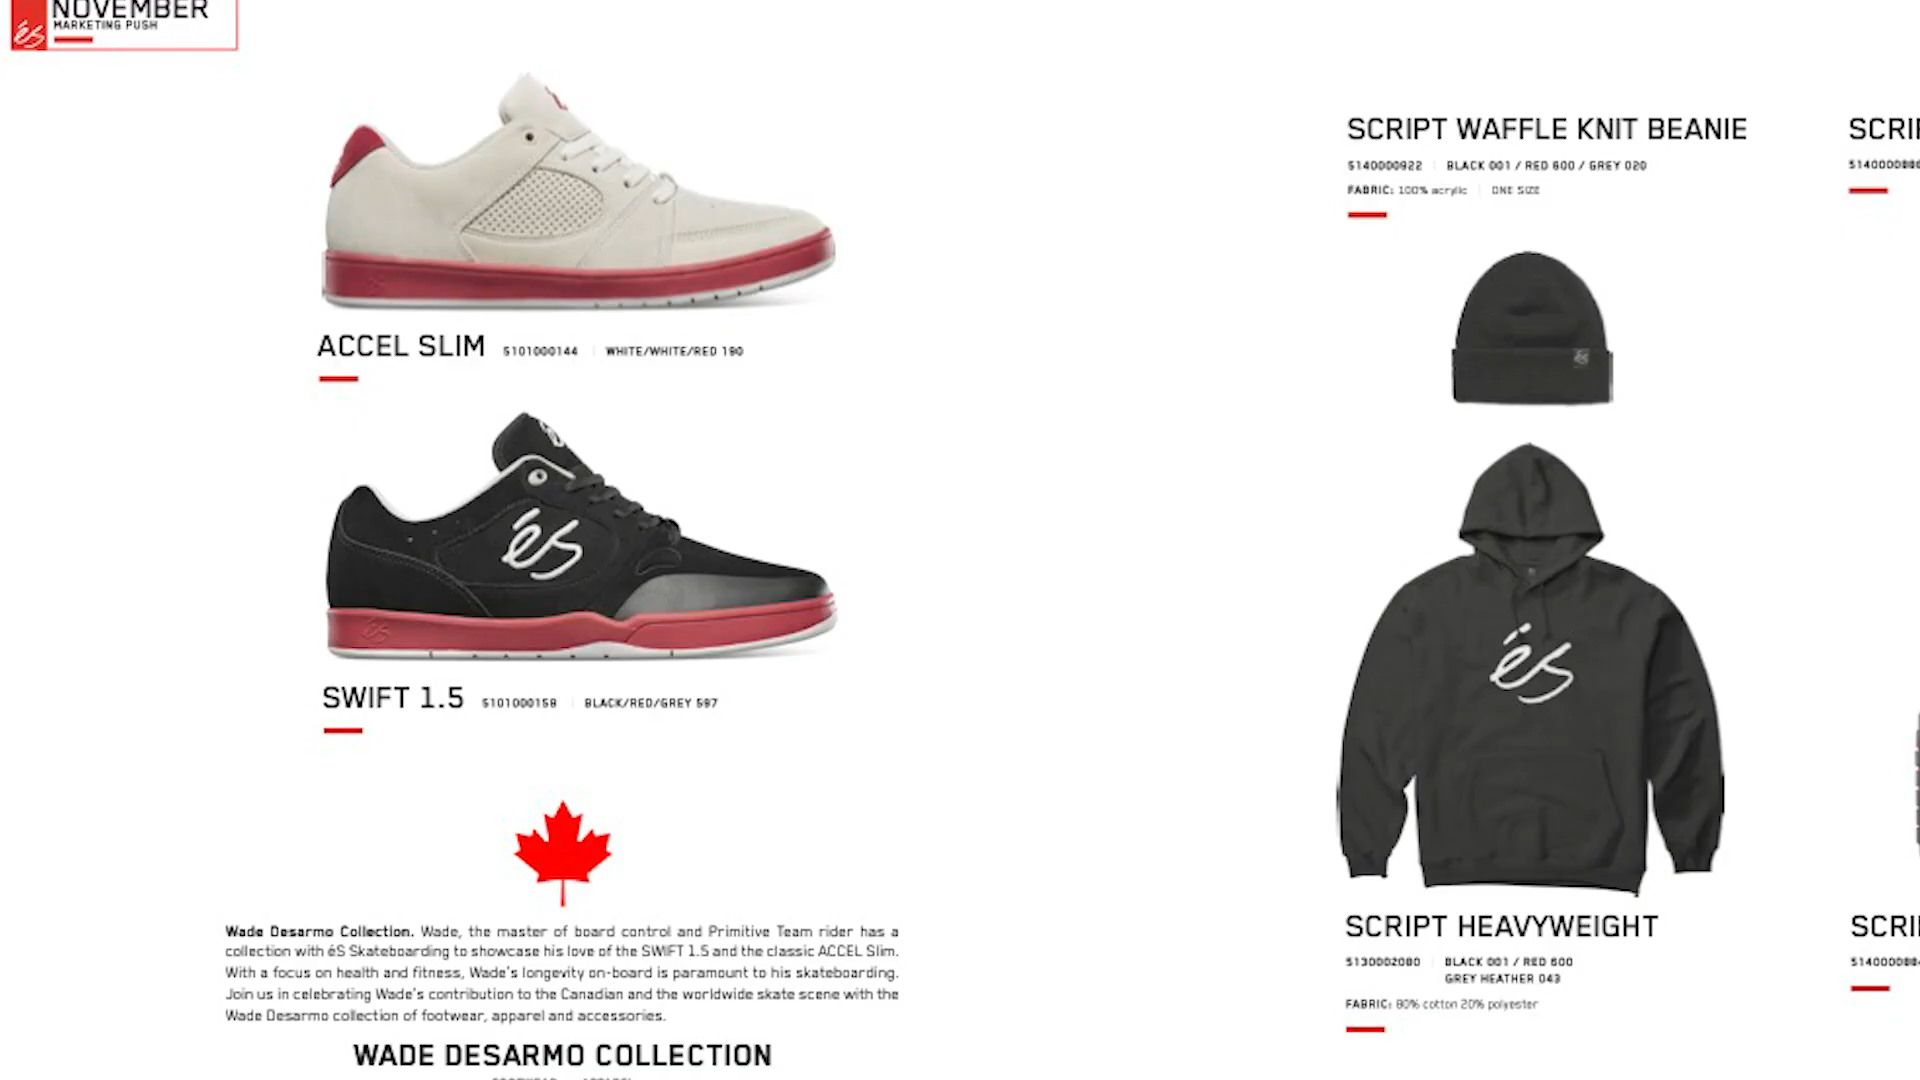 NOVEMBER
MARKETING PUSH
és
ACCEL SLIM 5101000144 WHITE/WHITE/RED 190
és
SWIFT 1.5 5101000159 BLACK/RED/GREY 597
Wade Desarmo Collection. Wade, the master of board control and Primitive Team rider has a
collection with éS Skateboarding to showcase his love of the SWIFT 1.5 and the classic ACCEL Slim.
With a focus on health and fitness, Wade's longevity on-board is paramount to his skateboarding.
Join us in celebrating Wade's contribution to the Canadian and the worldwide skate scene with the
Wade Desarmo collection of footwear, apparel and accessories.
WADE DESARMO COLLECTION
SCRIPT WAFFLE KNIT BEANIE
5140000922 BLACK 001 / RED 600 / GREY 020
FABRIC: 100% acrylic ONE SIZE
és
és
SCRIPT HEAVYWEIGHT
5130002080 BLACK 001 / RED 600
GREY HEATHER 043
FABRIC: 80% cotton 20% polyester